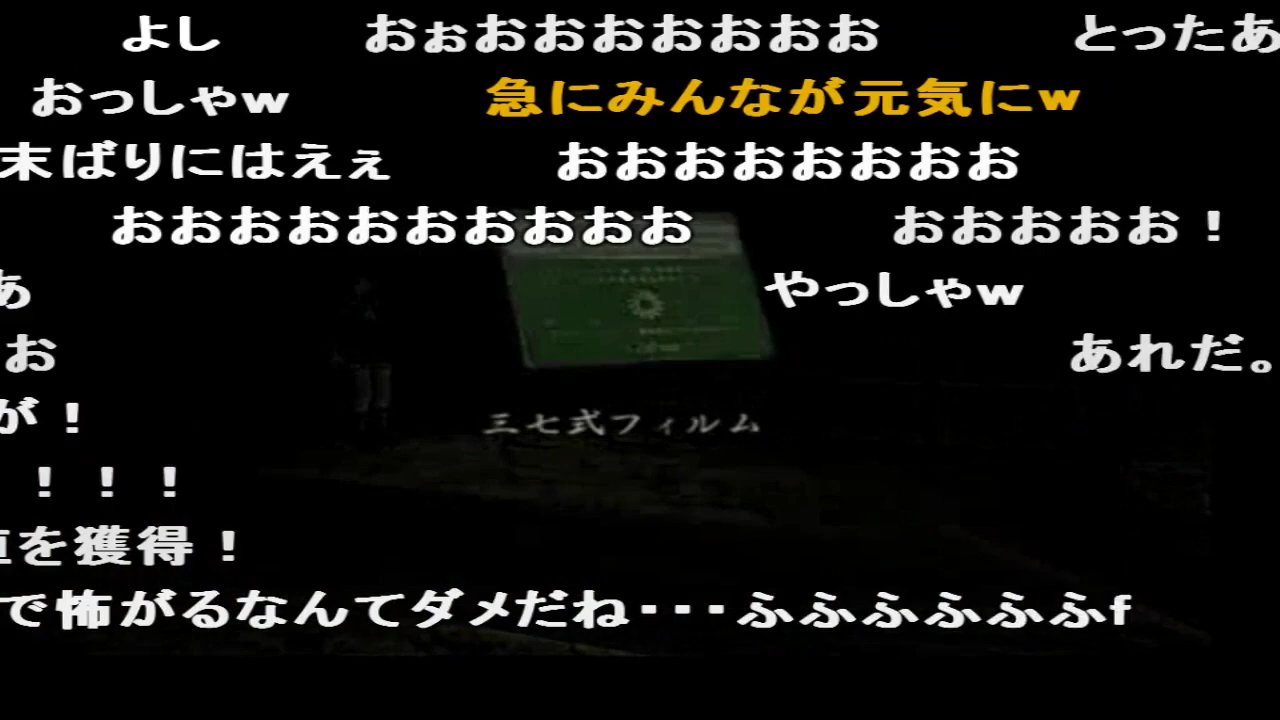 よし おぉおおおおおおお とったあ
おっしゃw 急にみんなが元気にw
末ばりにはえぇ おおおおおおおお
おおおおおおおおおお おおおおお！
あ やっしゃw
お あれだ。
三七式フィルム
が！
！！！
を獲得！
で怖がるなんてダメだね・・・ふふふふふふf